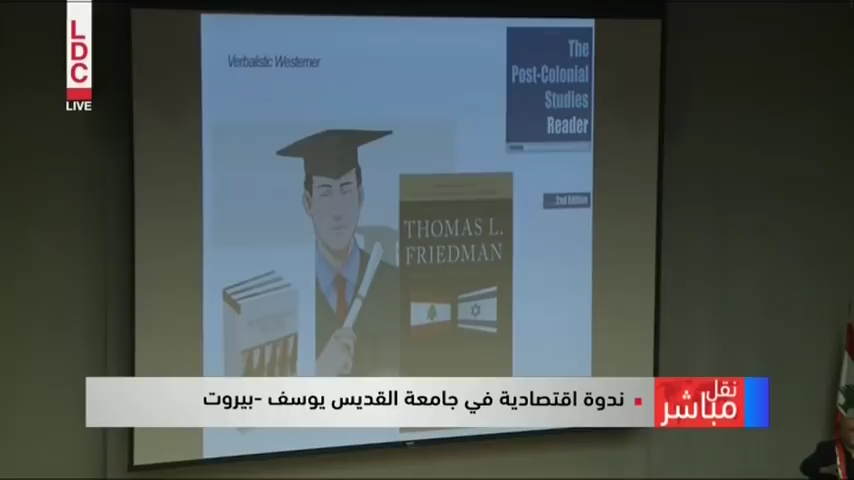 LDC
LIVE
Verbalistic Westerner
The
Post-Colonial
Studies
Reader
2nd Edition
THOMAS L.
FRIEDMAN
ندوة اقتصادية في جامعة القديس يوسف -بيروت
نقل
مباشر